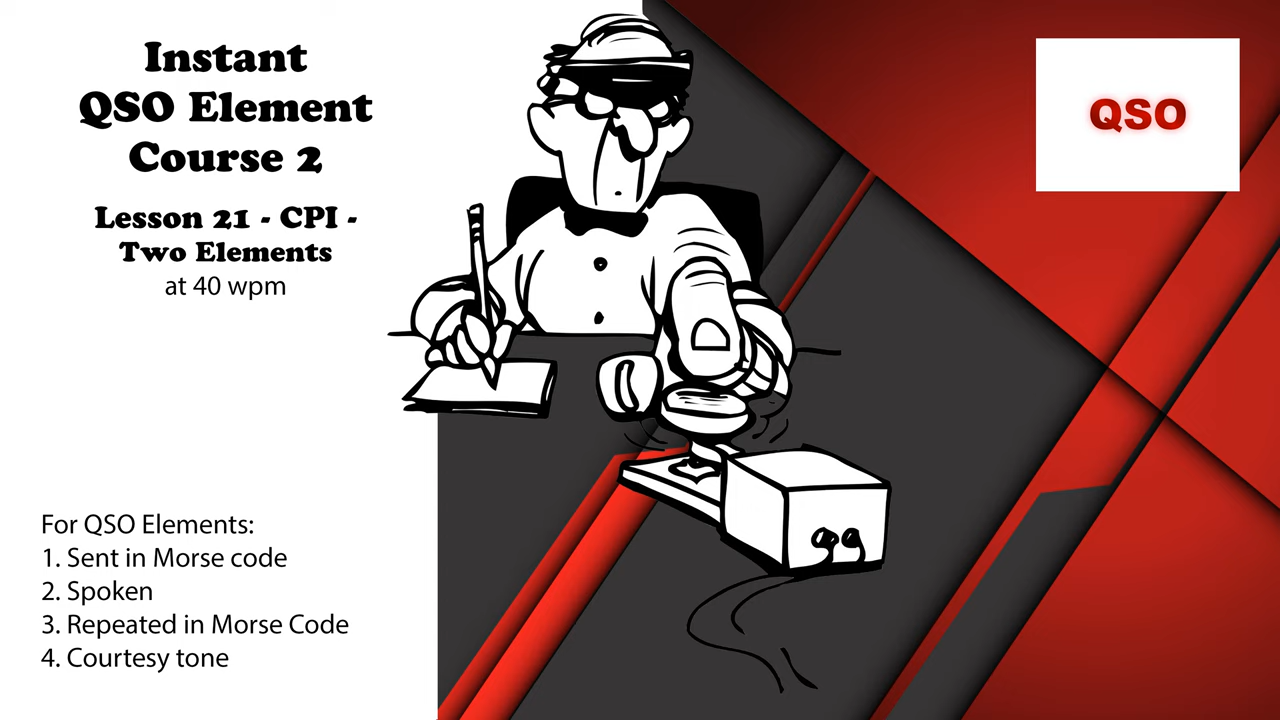 Instant
QSO Element
Course 2
Lesson 21 - CPI -
Two Elements
at 40 wpm
QSO
For QSO Elements:
1. Sent in Morse code
2. Spoken
3. Repeated in Morse Code
4. Courtesy tone